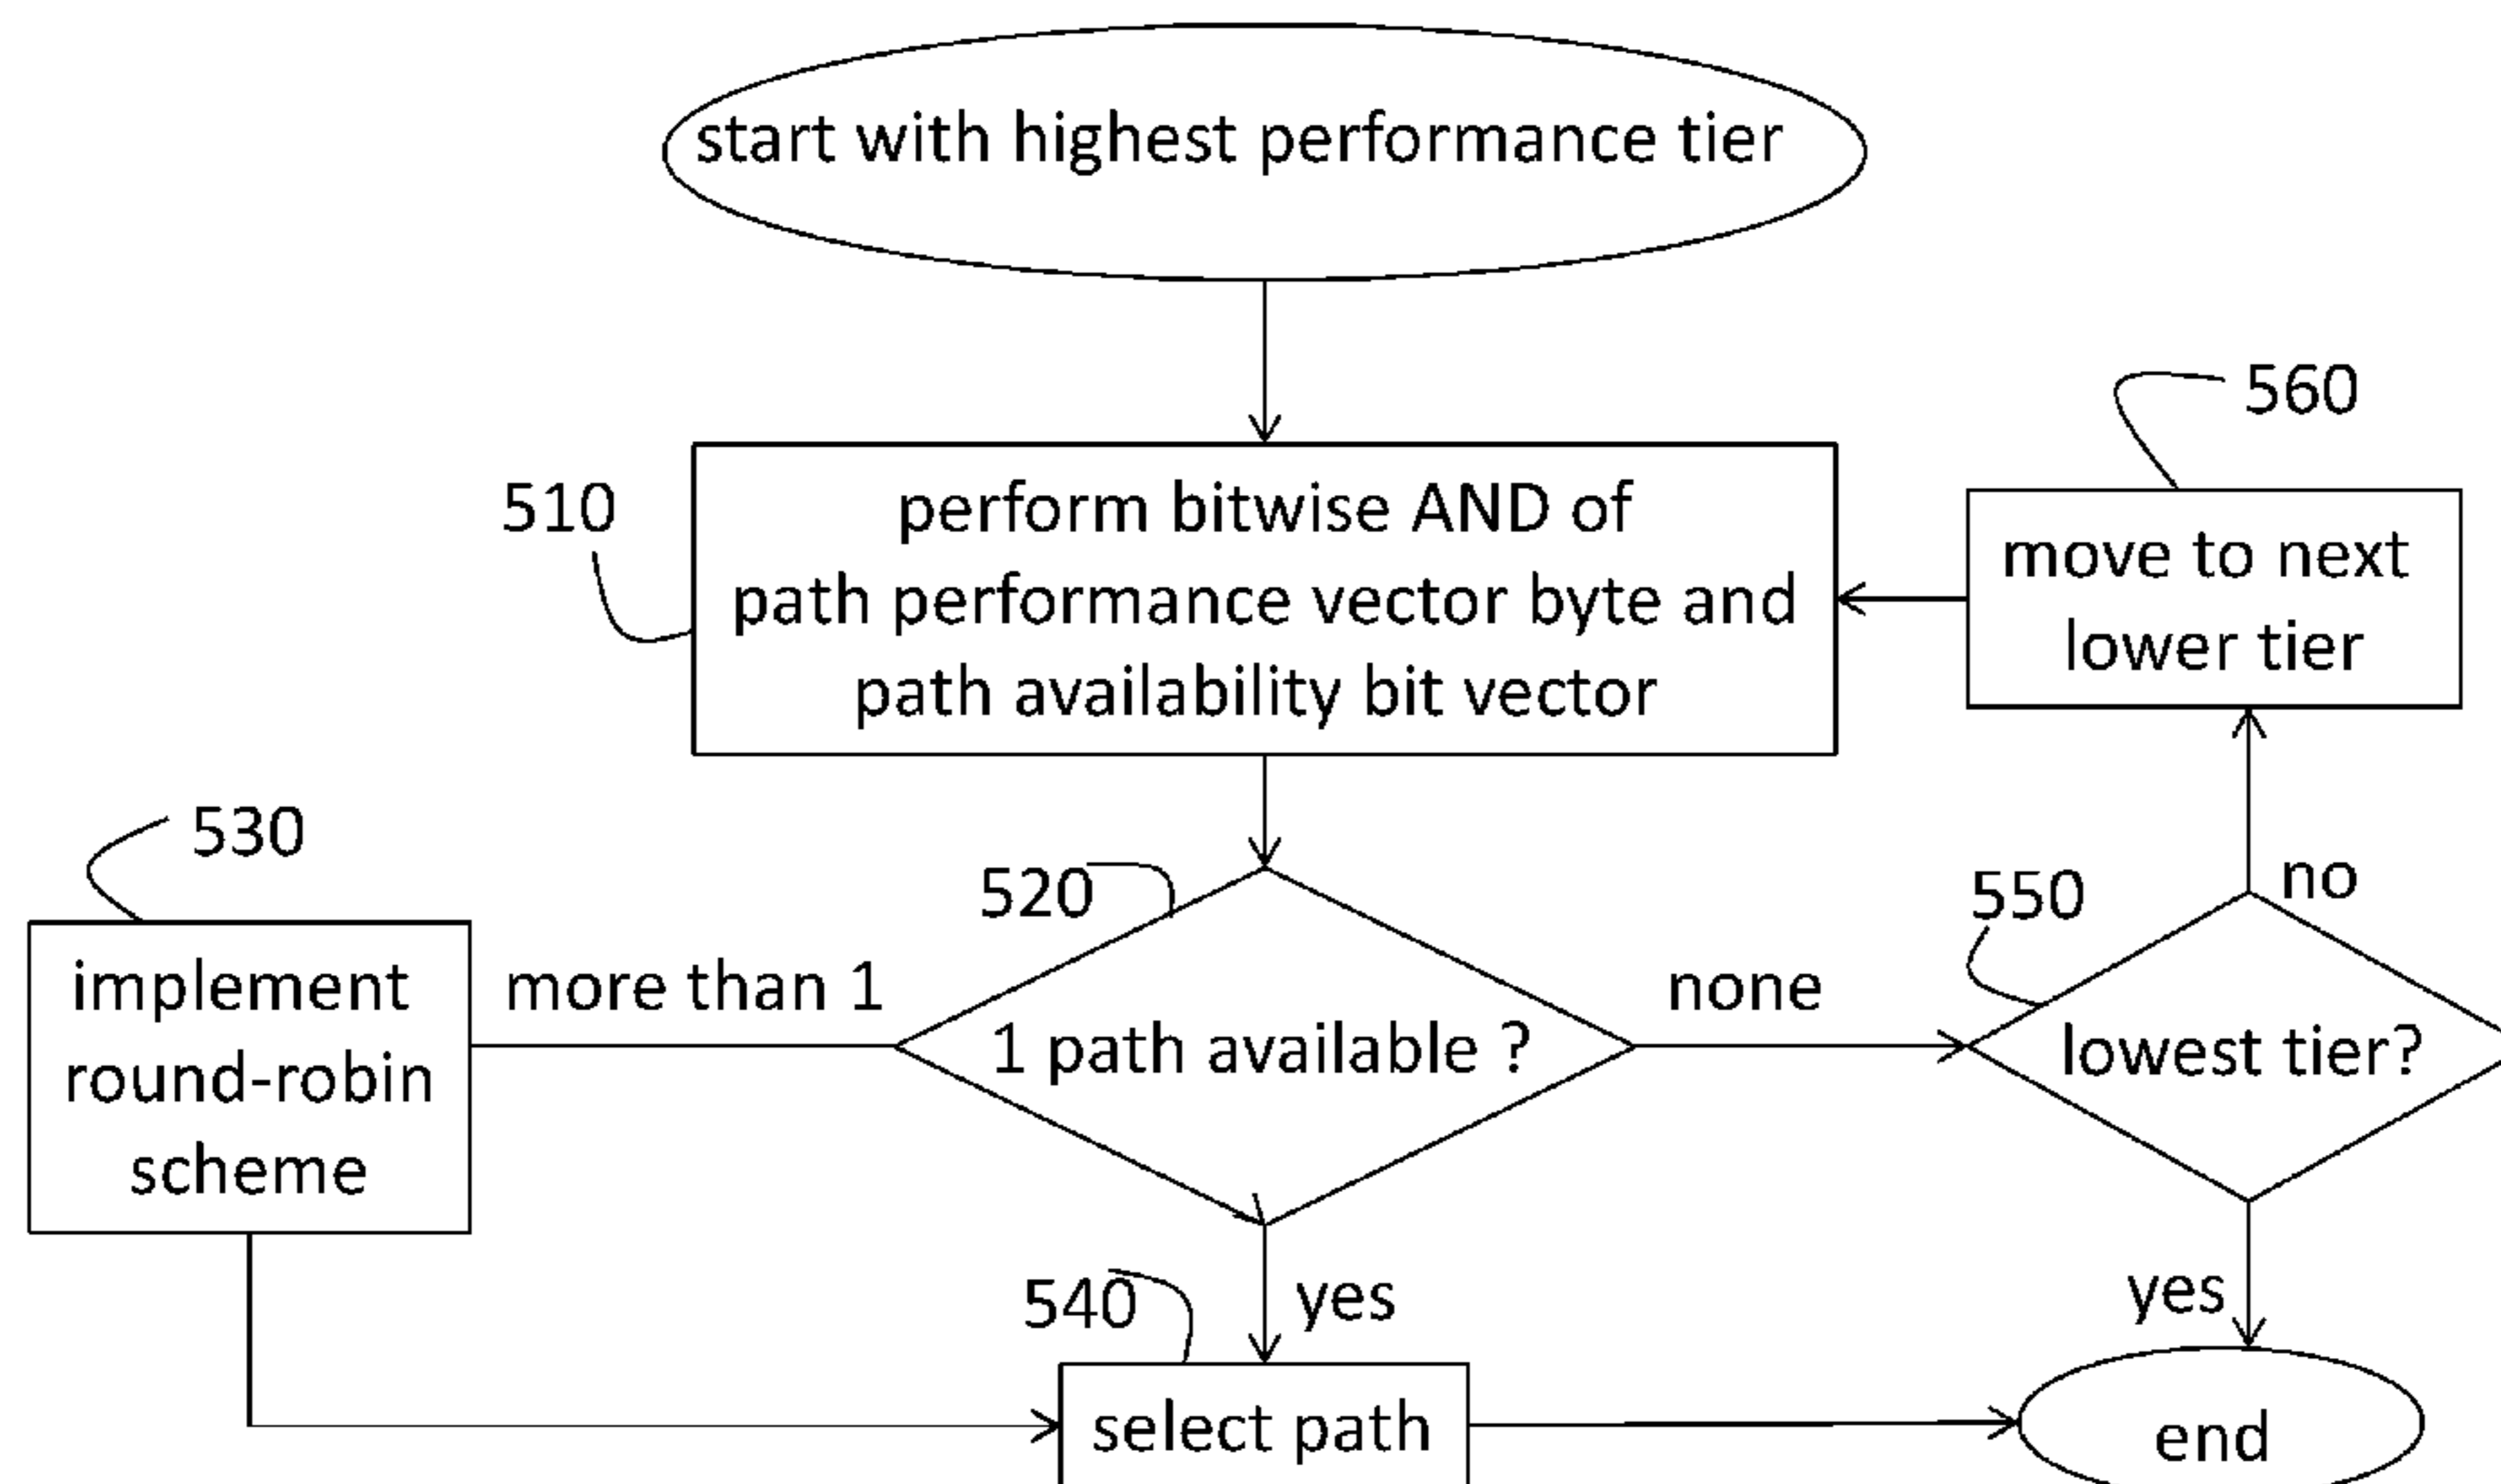 start with highest performance tier
560
510
perform bitwise AND of
path performance vector byte and
path availability bit vector
move to next
lower tier
530
520
550
no
implement
round-robin
scheme
more than 1
1 path available ?
none
lowest tier?
540
yes
yes
select path
end